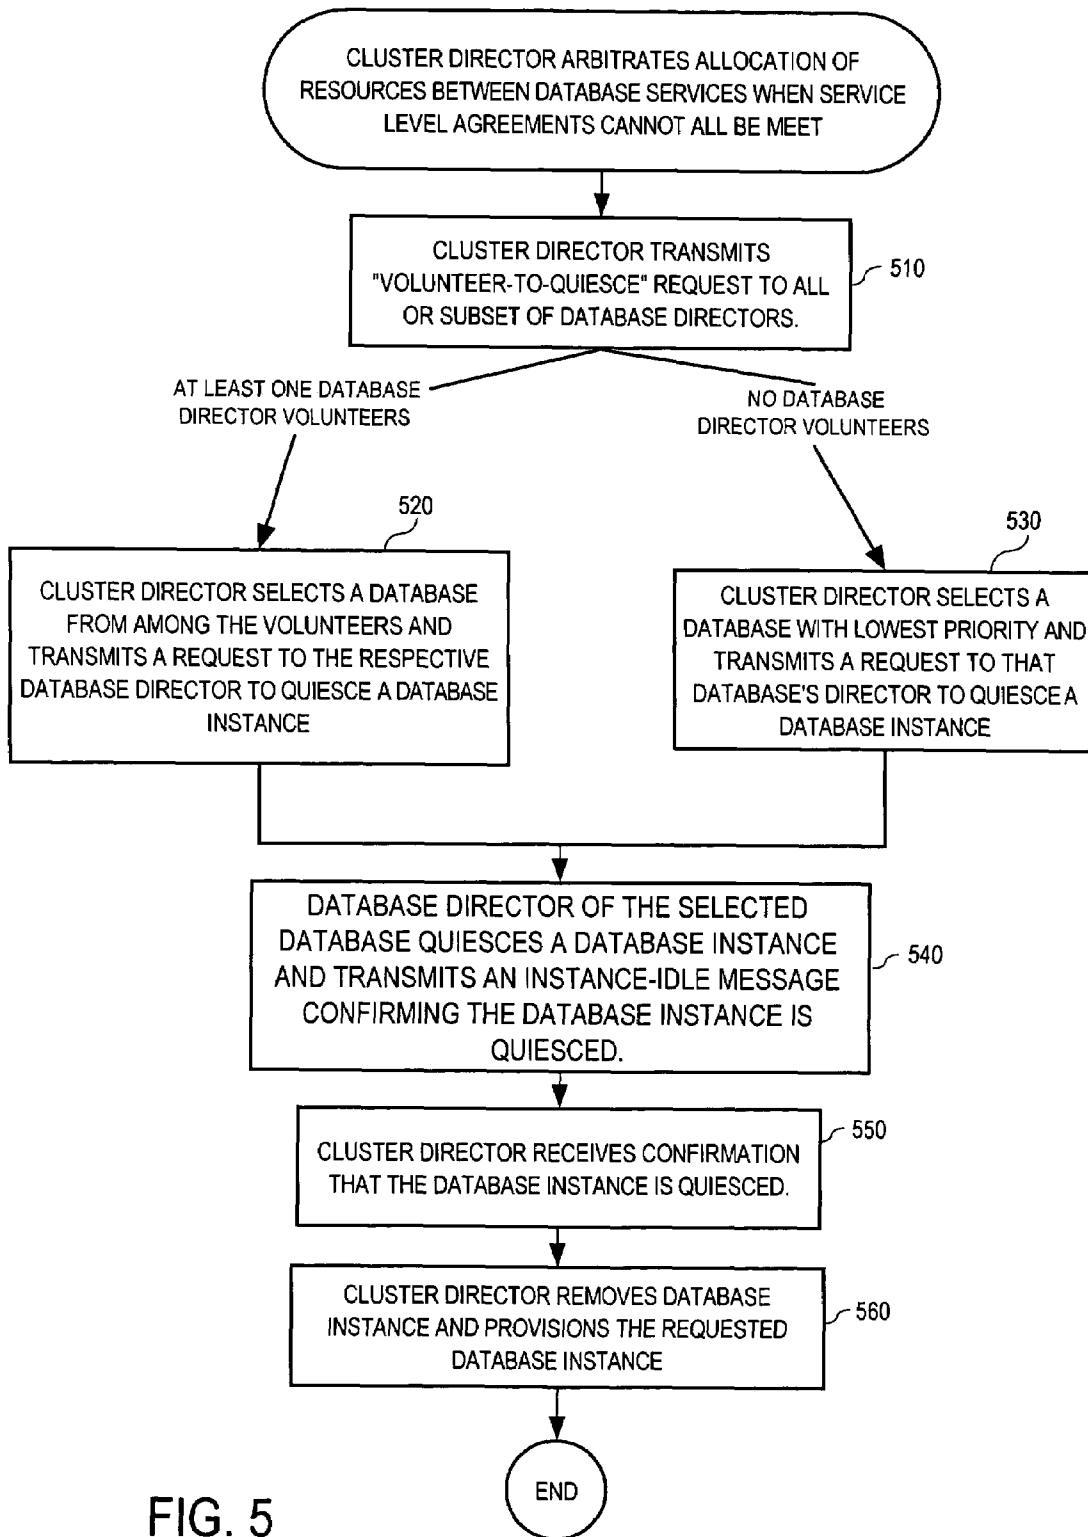 CLUSTER DIRECTOR ARBITRATES ALLOCATION OF
RESOURCES BETWEEN DATABASE SERVICES WHEN SERVICE
LEVEL AGREEMENTS CANNOT ALL BE MEET
CLUSTER DIRECTOR TRANSMITS
"VOLUNTEER-TO-QUIESCE" REQUEST TO ALL
OR SUBSET OF DATABASE DIRECTORS.
510
AT LEAST ONE DATABASE
DIRECTOR VOLUNTEERS
NO DATABASE
DIRECTOR VOLUNTEERS
520
CLUSTER DIRECTOR SELECTS A DATABASE
FROM AMONG THE VOLUNTEERS AND
TRANSMITS A REQUEST TO THE RESPECTIVE
DATABASE DIRECTOR TO QUIESCE A DATABASE
INSTANCE
530
CLUSTER DIRECTOR SELECTS A
DATABASE WITH LOWEST PRIORITY AND
TRANSMITS A REQUEST TO THAT
DATABASE'S DIRECTOR TO QUIESCE A
DATABASE INSTANCE
DATABASE DIRECTOR OF THE SELECTED
DATABASE QUIESCES A DATABASE INSTANCE
AND TRANSMITS AN INSTANCE-IDLE MESSAGE
CONFIRMING THE DATABASE INSTANCE IS
QUIESCED.
540
CLUSTER DIRECTOR RECEIVES CONFIRMATION
THAT THE DATABASE INSTANCE IS QUIESCED.
550
CLUSTER DIRECTOR REMOVES DATABASE
INSTANCE AND PROVISIONS THE REQUESTED
DATABASE INSTANCE
560
END
FIG. 5